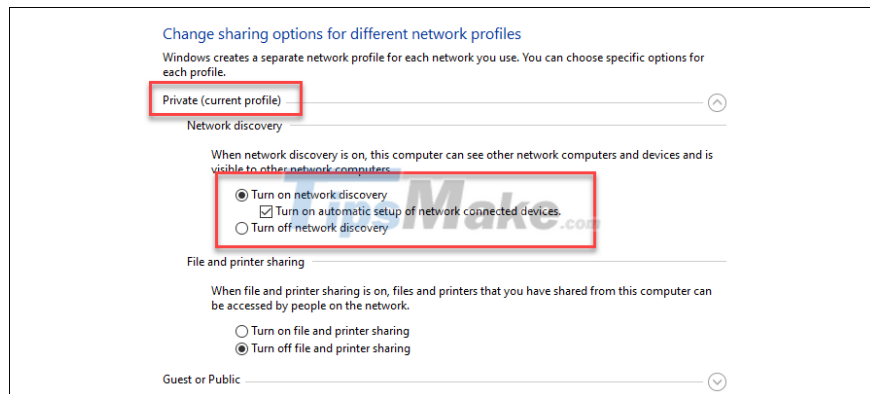 Change sharing options for different network profiles
Windows creates a separate network profile for each network you use. You can choose specific options for
each profile.
Private (current profile)
Network discovery
When network discovery is on, this computer can see other network computers and devices and is
visible to other network computers.
Turn on network discovery
Turn on automatic setup of network connected devices.
Turn off network discovery
TipsMake.com
File and printer sharing
When file and printer sharing is on, files and printers that you have shared from this computer can
be accessed by people on the network.
Turn on file and printer sharing
Turn off file and printer sharing
Guest or Public